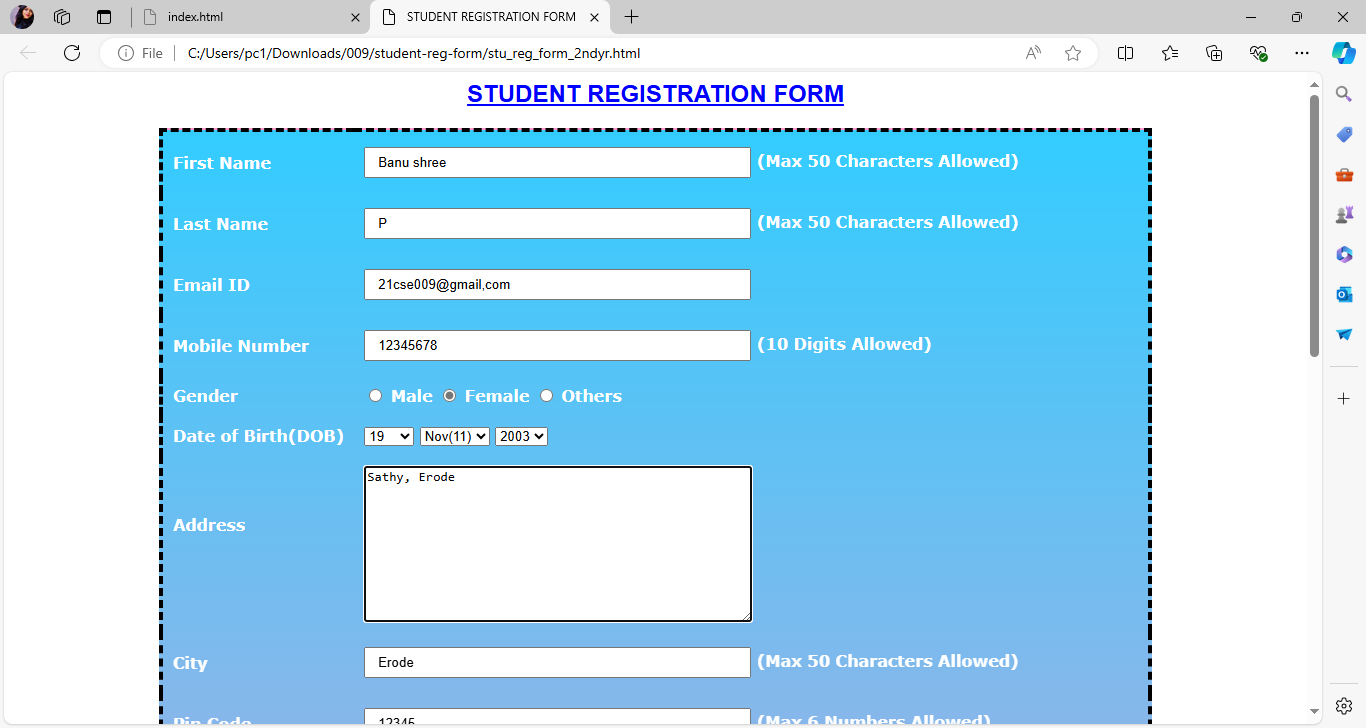 index.html
STUDENT REGISTRATION FORM
File C:/Users/pc1/Downloads/009/student-reg-form/stu_reg_form_2ndyr.html
STUDENT REGISTRATION FORM
First Name Banu shree (Max 50 Characters Allowed)
Last Name P (Max 50 Characters Allowed)
Email ID 21cse009@gmail,com
Mobile Number 12345678 (10 Digits Allowed)
Gender Male Female Others
Date of Birth(DOB) 19 Nov(11) 2003
Sathy, Erode
Address
City Erode (Max 50 Characters Allowed)
Pin Code 12345 (Max 6 Numbers Allowed)